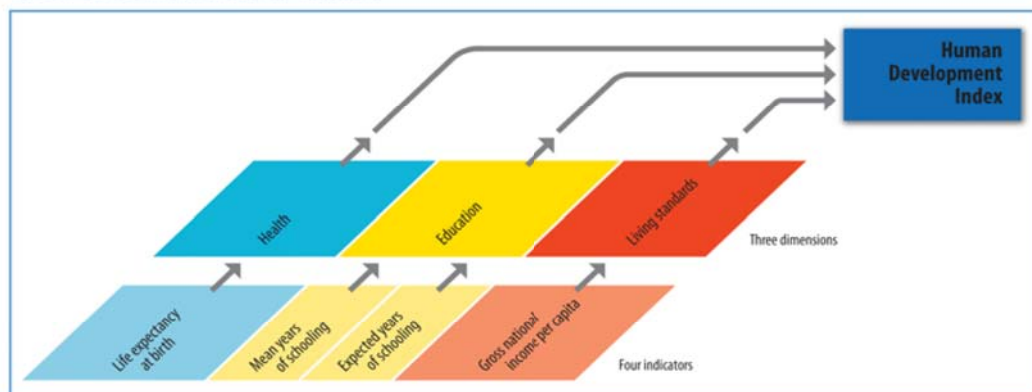 Human
Development
Index
Health
Education
Living standards
Three dimensions
Life expectancy
at birth
Mean years
of schooling
Expected years
of schooling
Gross national
income per capita
Four indicators